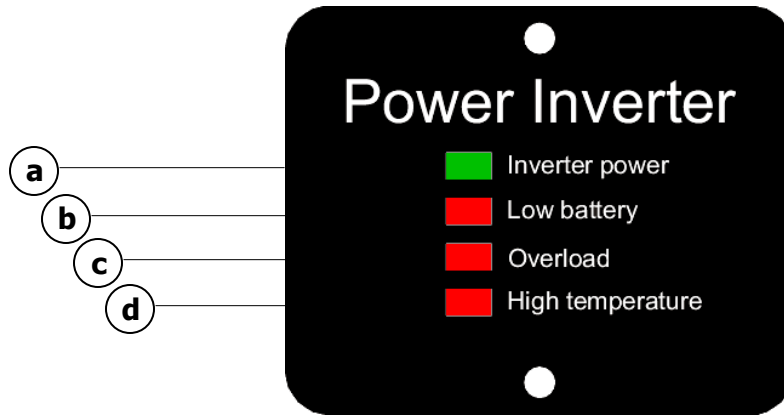 Power Inverter
a Inverter power
b Low battery
c Overload
d High temperature